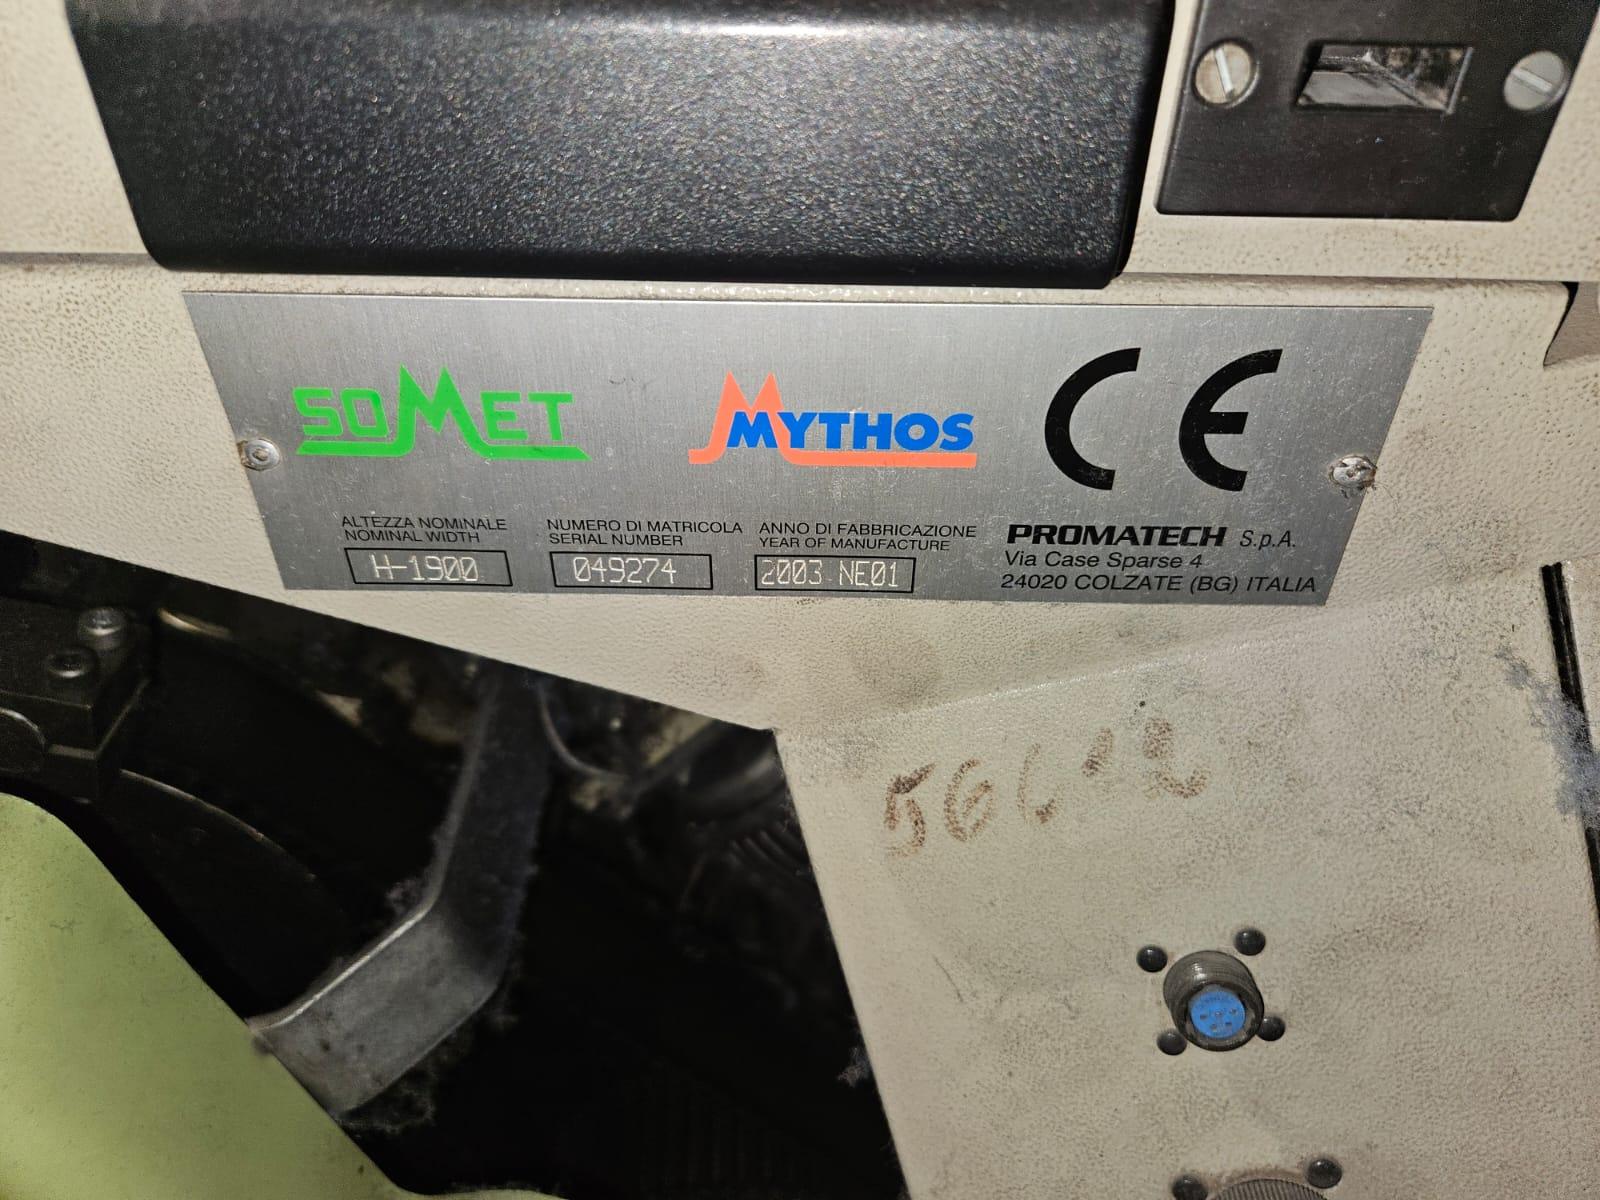 SOMET
MYTHOS
CE
ALTEZZA NOMINALE
NOMINAL WIDTH
H-1900
NUMERO DI MATRICOLA
SERIAL NUMBER
049274
ANNO DI FABBRICAZIONE
YEAR OF MANUFACTURE
2003 NE01
PROMATECH S.p.A.
Via Case Sparse 4
24020 COLZATE (BG) ITALIA